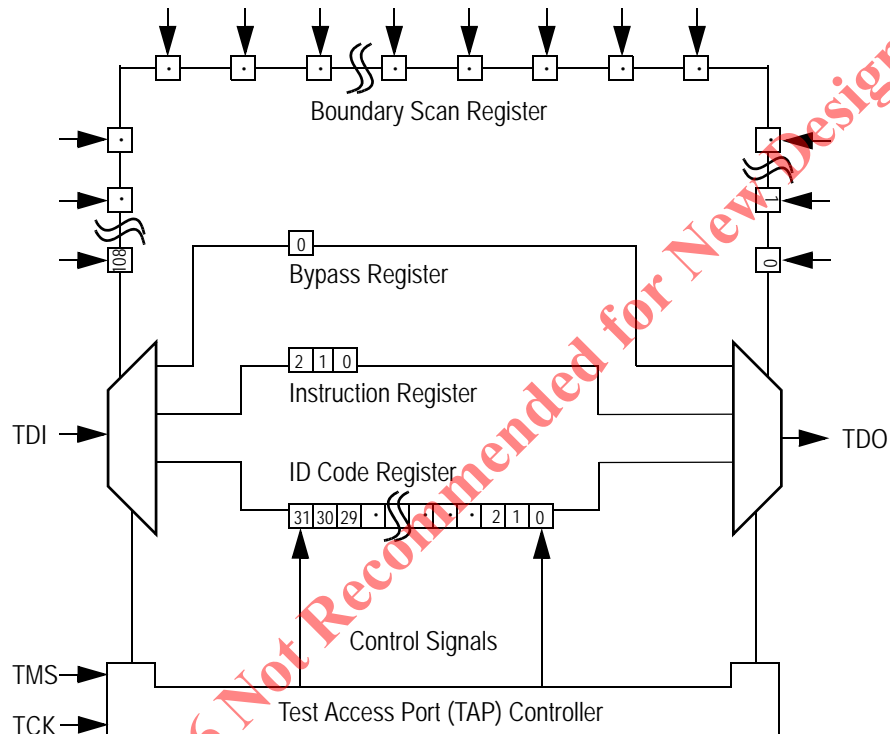 Boundary Scan Register
108
1
0
0
Bypass Register
2 1 0
Instruction Register
TDI
TDO
ID Code Register
31 30 29 · · · · 2 1 0
Control Signals
TMS
Test Access Port (TAP) Controller
TCK
6 Not Recommended for New Design